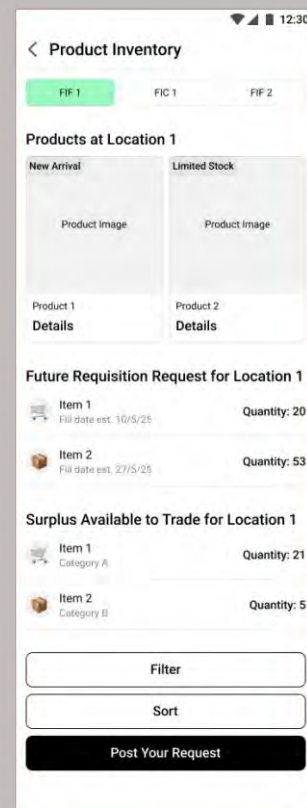 12:30
Product Inventory
FIF 1 FIC 1 FIF 2
Products at Location 1
New Arrival Limited Stock
Product Image Product Image
Product 1 Product 2
Details Details
Future Requisition Request for Location 1
Item 1 Quantity: 20
Fill date est. 10/5/25
Item 2 Quantity: 53
Fill date est. 27/5/25
Surplus Available to Trade for Location 1
Item 1 Quantity: 21
Category A
Item 2 Quantity: 5
Category B
Filter
Sort
Post Your Request